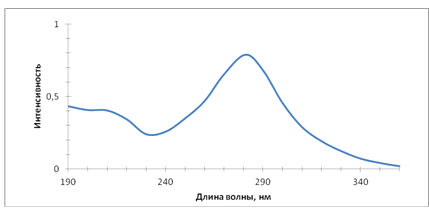 1
0,5
0
Интенсивность
190 240 290 340
Длина волны, нм